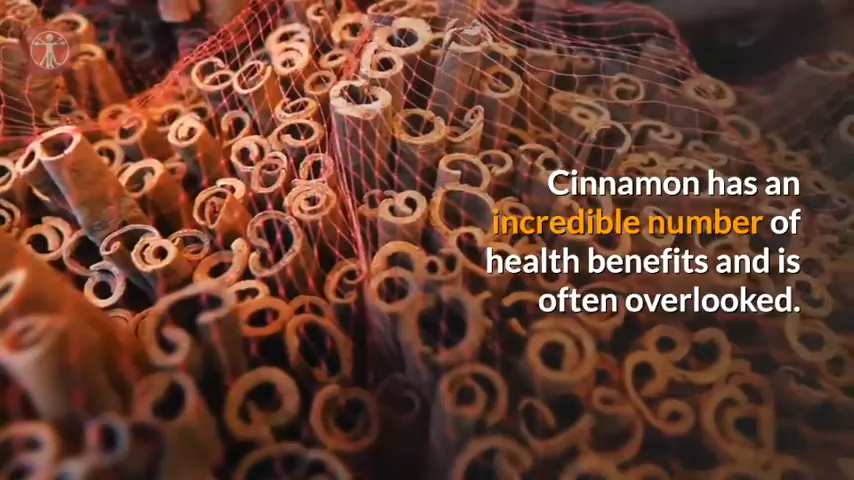 Cinnamon has an
incredible number of
health benefits and is
often overlooked.